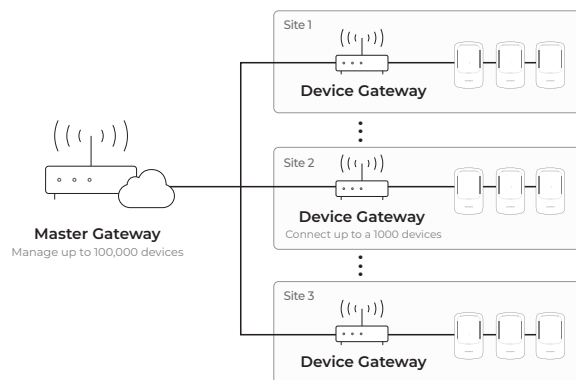 Site 1
Device Gateway
Site 2
Device Gateway
Connect up to a 1000 devices
Master Gateway
Manage up to 100,000 devices
Site 3
Device Gateway